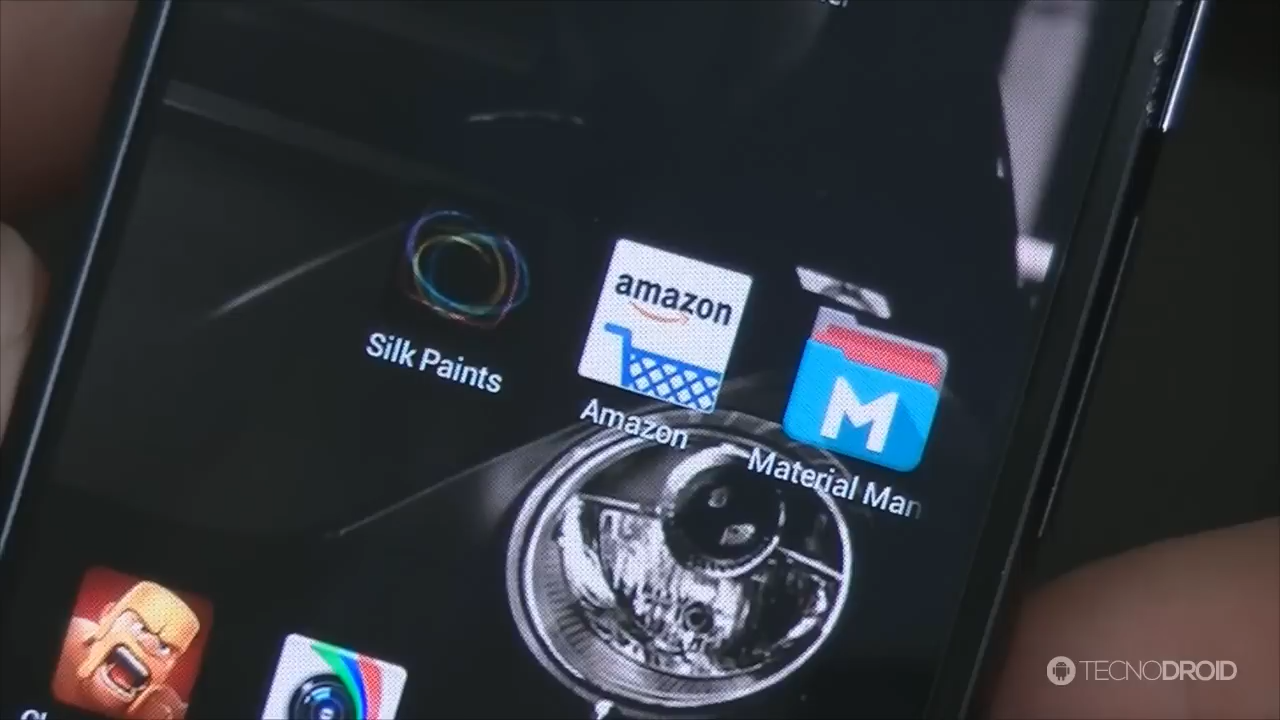 Silk Paints
amazon
Amazon
M
Material Man
TECNODROID